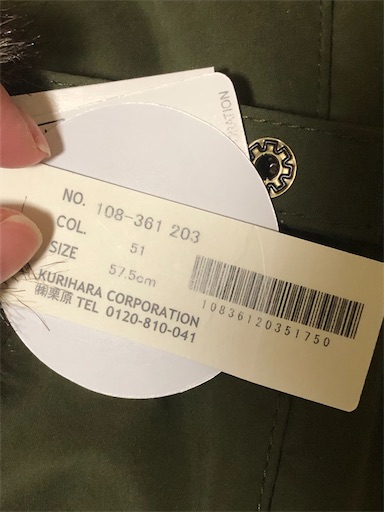 RATION
NO. 108-361 203
COL. 51
SIZE 57.5cm
KURIHARA CORPORATION
㈱栗原 TEL 0120-810-041
10836120351750